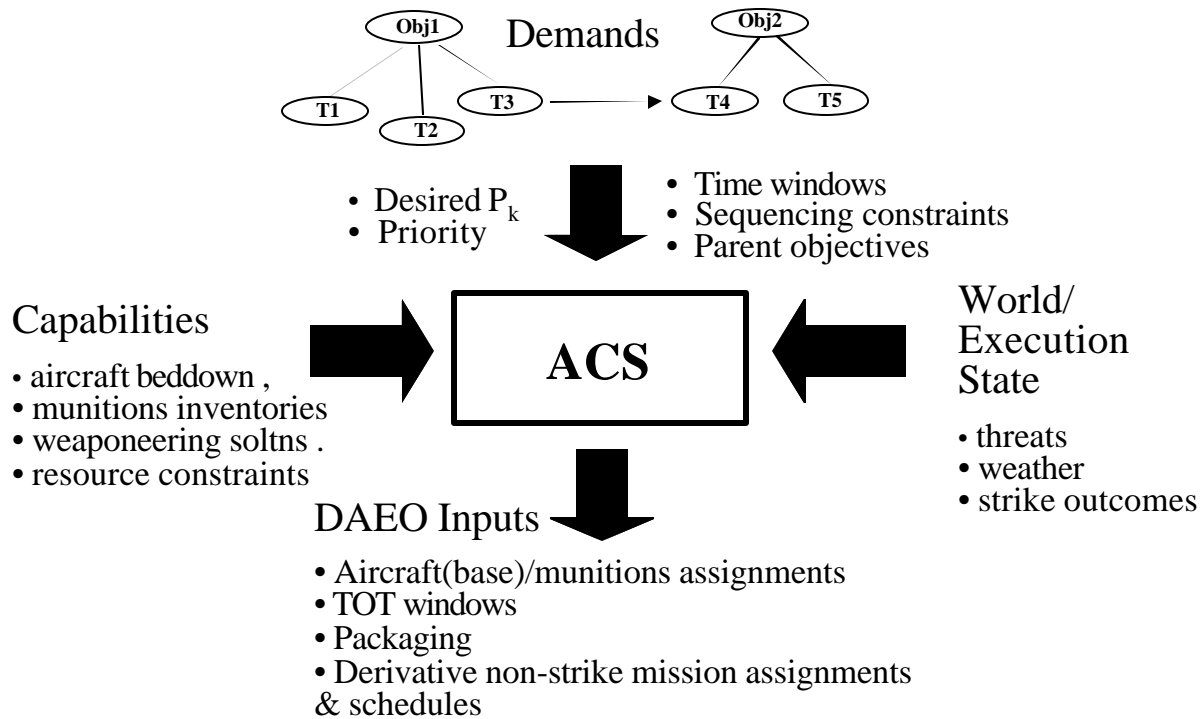 Obj1
Demands
Obj2
T1
T2
T3
T4
T5
• Desired Pk
• Priority
• Time windows
• Sequencing constraints
• Parent objectives
Capabilities
• aircraft beddown ,
• munitions inventories
• weaponeering soltns .
• resource constraints
ACS
World/
Execution
State
• threats
• weather
• strike outcomes
DAEO Inputs
• Aircraft(base)/munitions assignments
• TOT windows
• Packaging
• Derivative non-strike mission assignments
& schedules